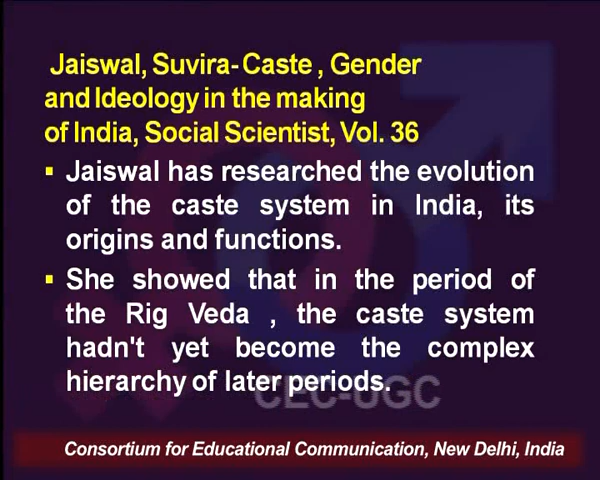 Jaiswal, Suvira- Caste , Gender
and Ideology in the making
of India, Social Scientist, Vol. 36
▪ Jaiswal has researched the evolution
of the caste system in India, its
origins and functions.
▪ She showed that in the period of
the Rig Veda , the caste system
hadn't yet become the complex
hierarchy of later periods.
CEC-UGC
Consortium for Educational Communication, New Delhi, India